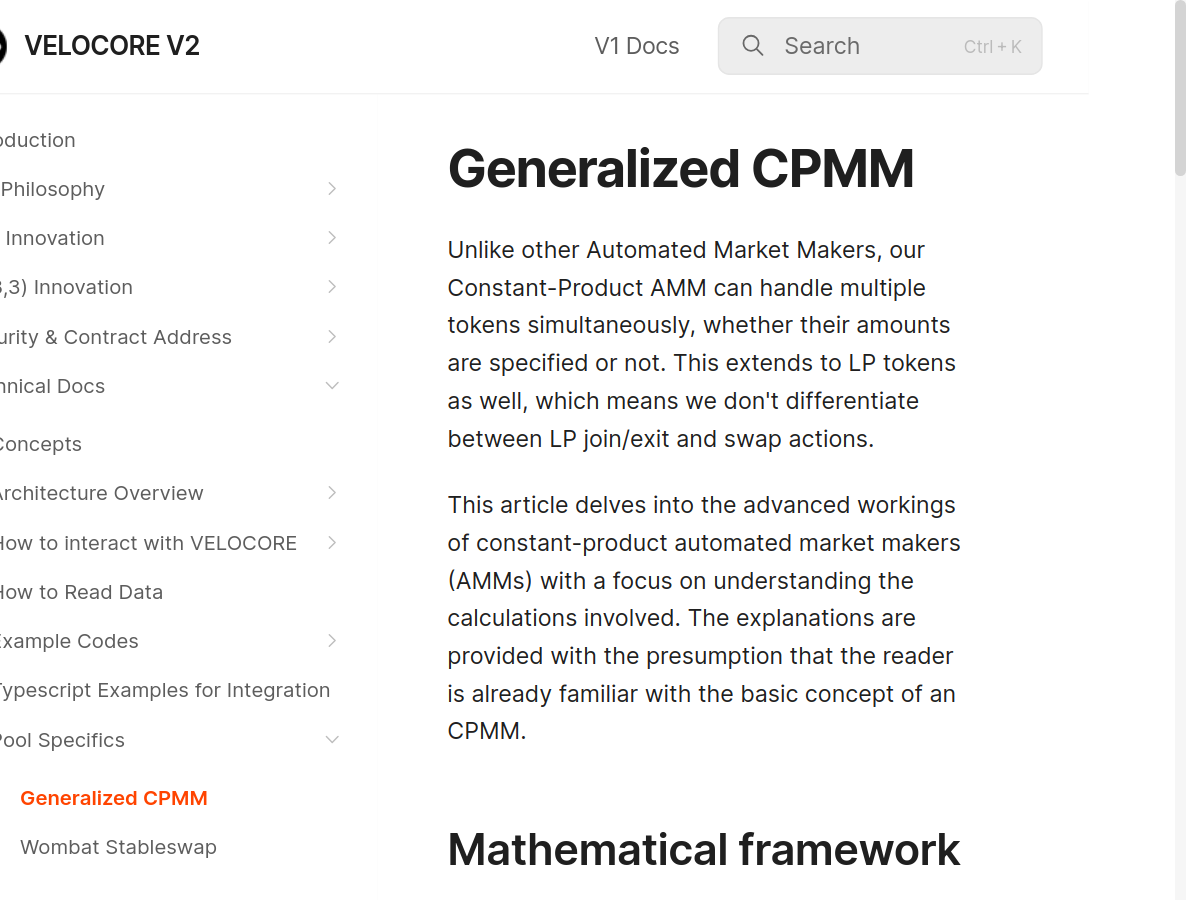 VELOCORE V2
V1 Docs
Search
Ctrl + K
oduction
Philosophy
Innovation
3,3) Innovation
urity & Contract Address
hnical Docs
Concepts
Architecture Overview
How to interact with VELOCORE
How to Read Data
Example Codes
Typescript Examples for Integration
Pool Specifics
Generalized CPMM
Wombat Stableswap
Generalized CPMM
Unlike other Automated Market Makers, our
Constant-Product AMM can handle multiple
tokens simultaneously, whether their amounts
are specified or not. This extends to LP tokens
as well, which means we don't differentiate
between LP join/exit and swap actions.
This article delves into the advanced workings
of constant-product automated market makers
(AMMs) with a focus on understanding the
calculations involved. The explanations are
provided with the presumption that the reader
is already familiar with the basic concept of an
CPMM.
Mathematical framework